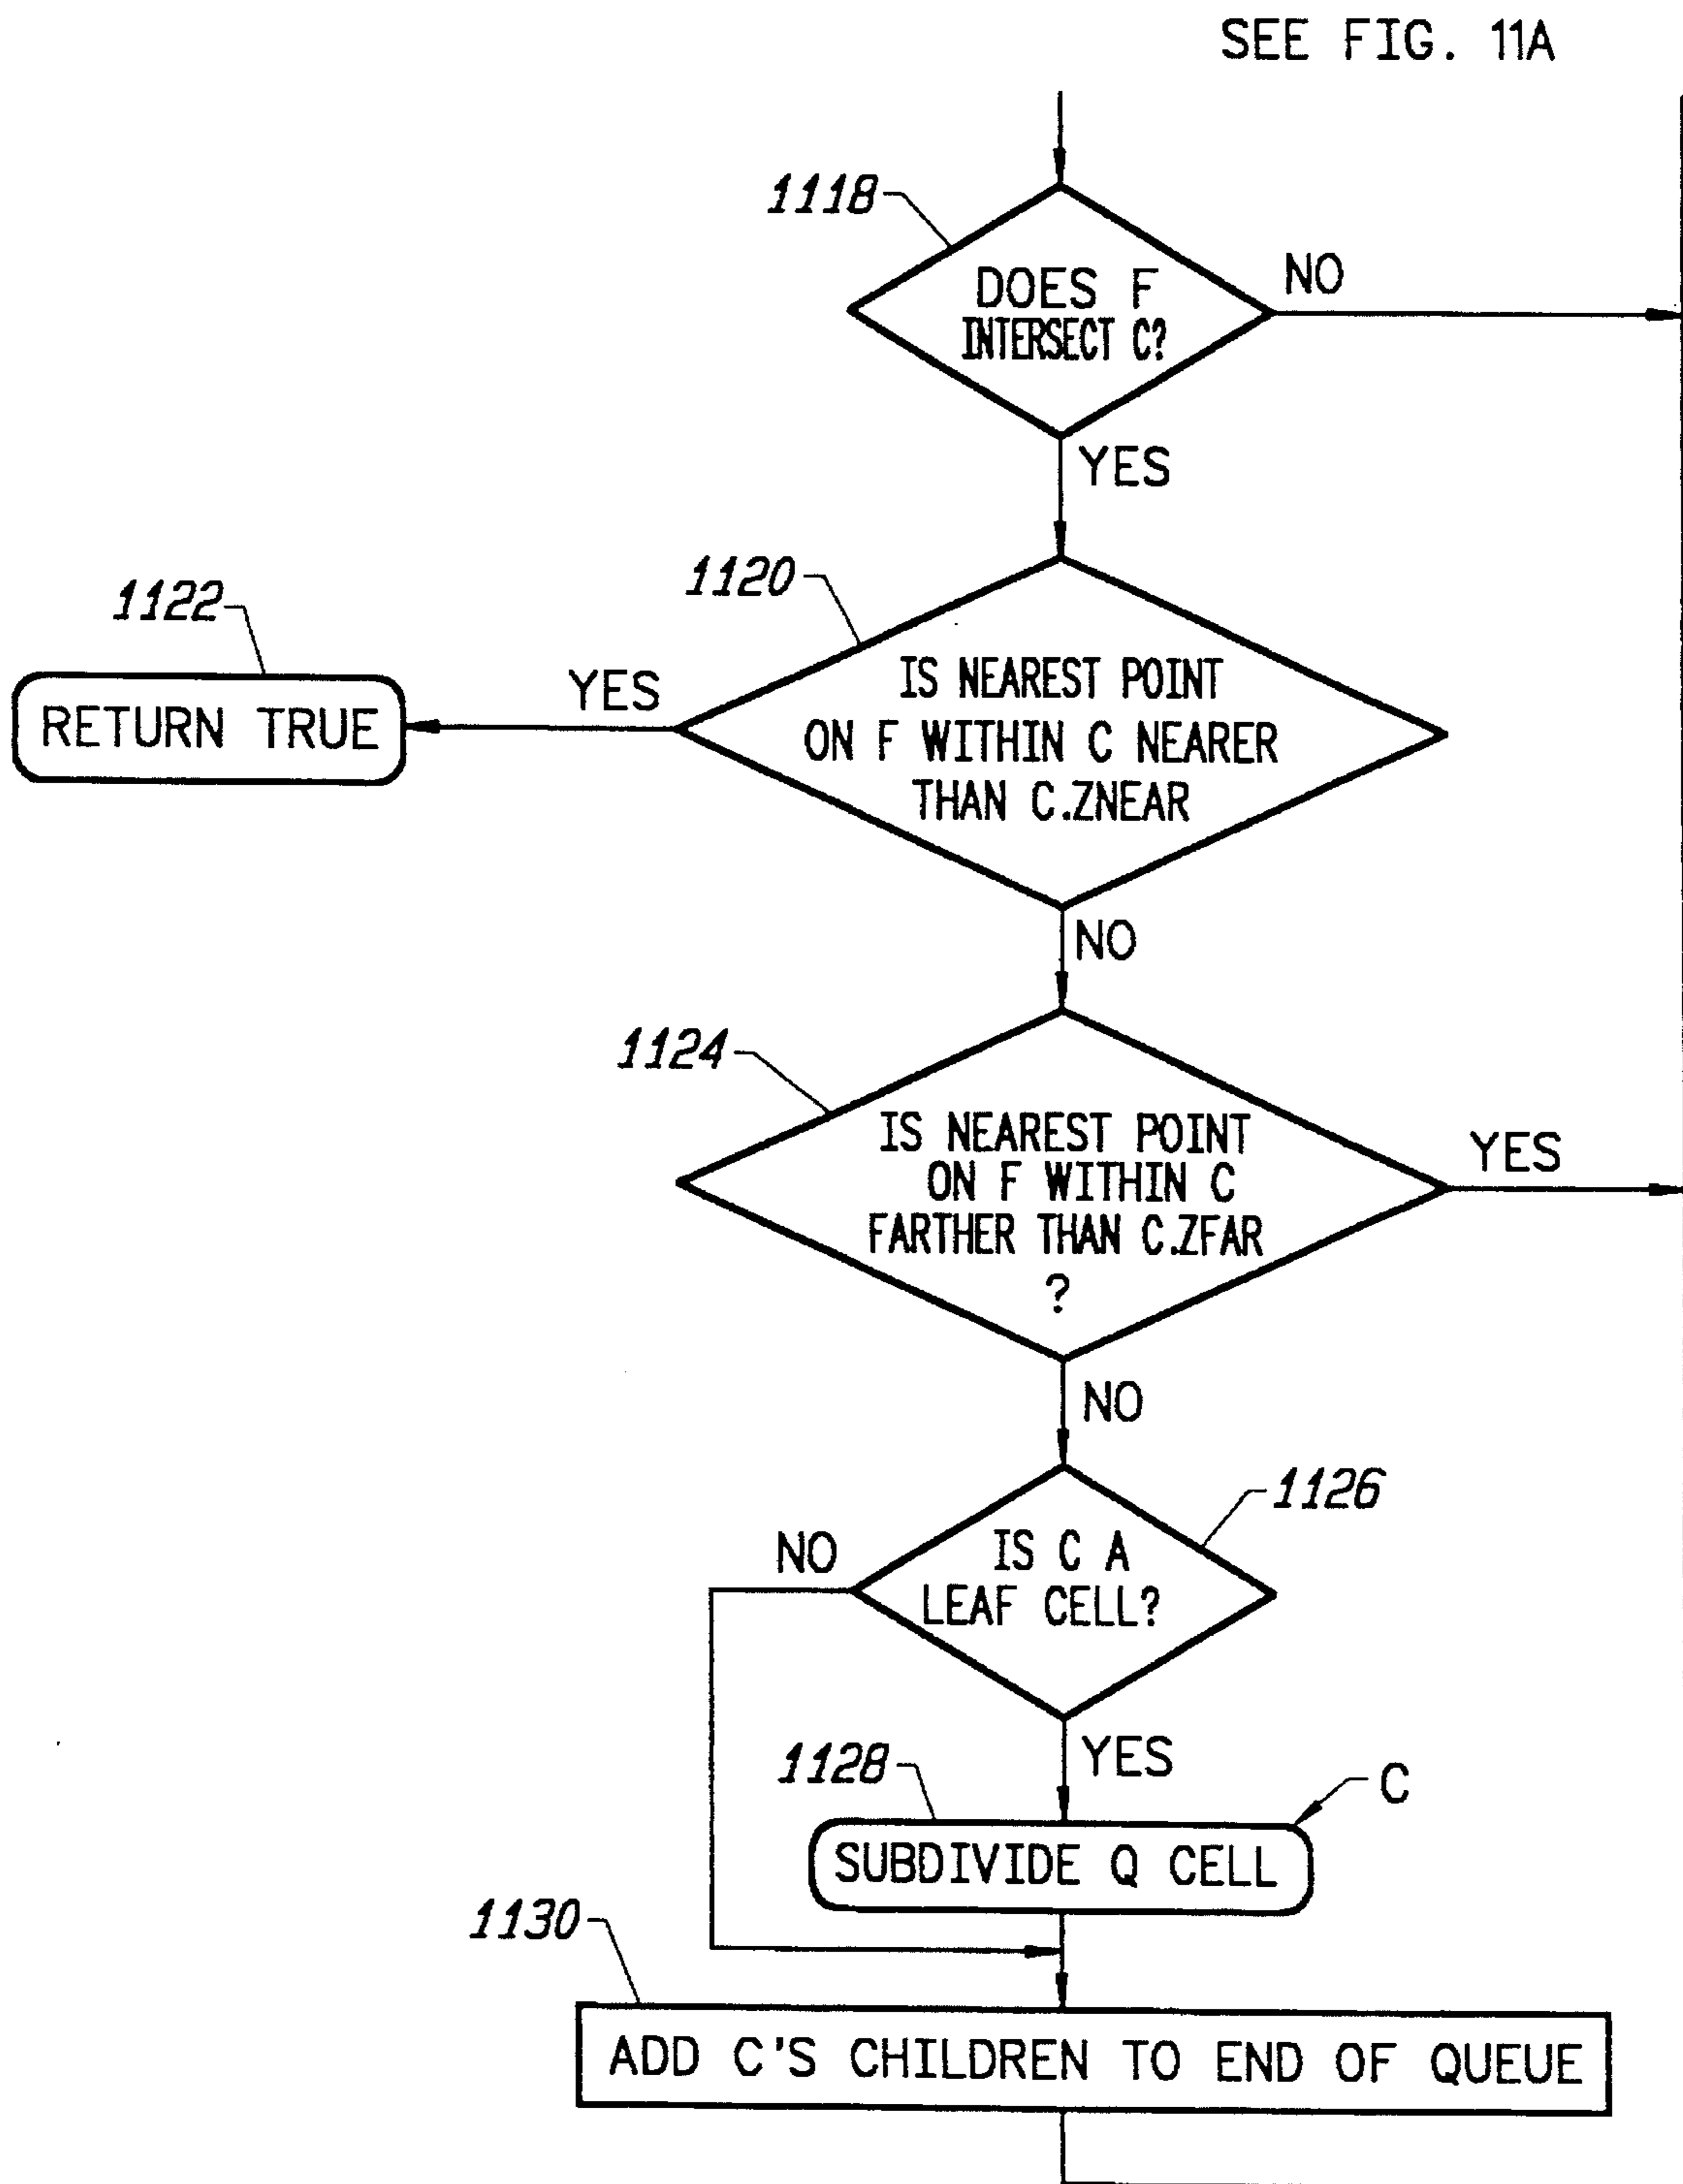 SEE FIG. 11A
1118
DOES F
INTERSECT C?
NO
YES
1120
1122
IS NEAREST POINT
ON F WITHIN C NEARER
THAN C.ZNEAR
YES
RETURN TRUE
NO
1124
IS NEAREST POINT
ON F WITHIN C
FARTHER THAN C.ZFAR
?
YES
NO
1126
IS C A
LEAF CELL?
NO
YES
1128
C
SUBDIVIDE Q CELL
1130
ADD C'S CHILDREN TO END OF QUEUE